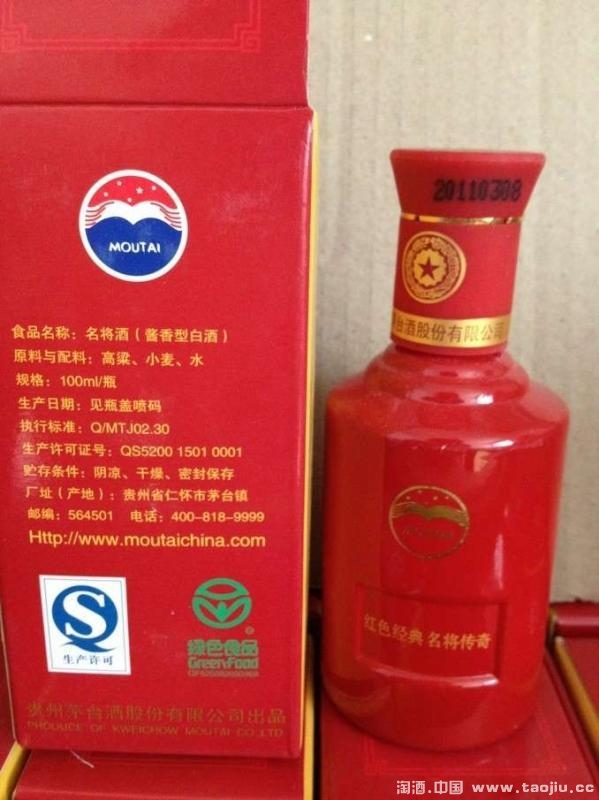 MOUTAI
食品名称：名将酒（酱香型白酒）
原料与配料：高粱、小麦、水
规格：100ml/瓶
生产日期：见瓶盖喷码
执行标准：Q/MTJ02.30
生产许可证号：QS5200 1501 0001
贮存条件：阴凉、干燥、密封保存
厂址（产地）：贵州省仁怀市茅台镇
邮编：564501 电话：400-818-9999
Http://www.moutaichina.com
生产许可
绿色食品
GreenFood
贵州茅台酒股份有限公司出品
PRODUCE OF KWEICHOW MOUTAI CO.,LTD
20110308
台酒股份有限公司
红色经典 名将传奇
淘酒.中国 www.taojiu.cc